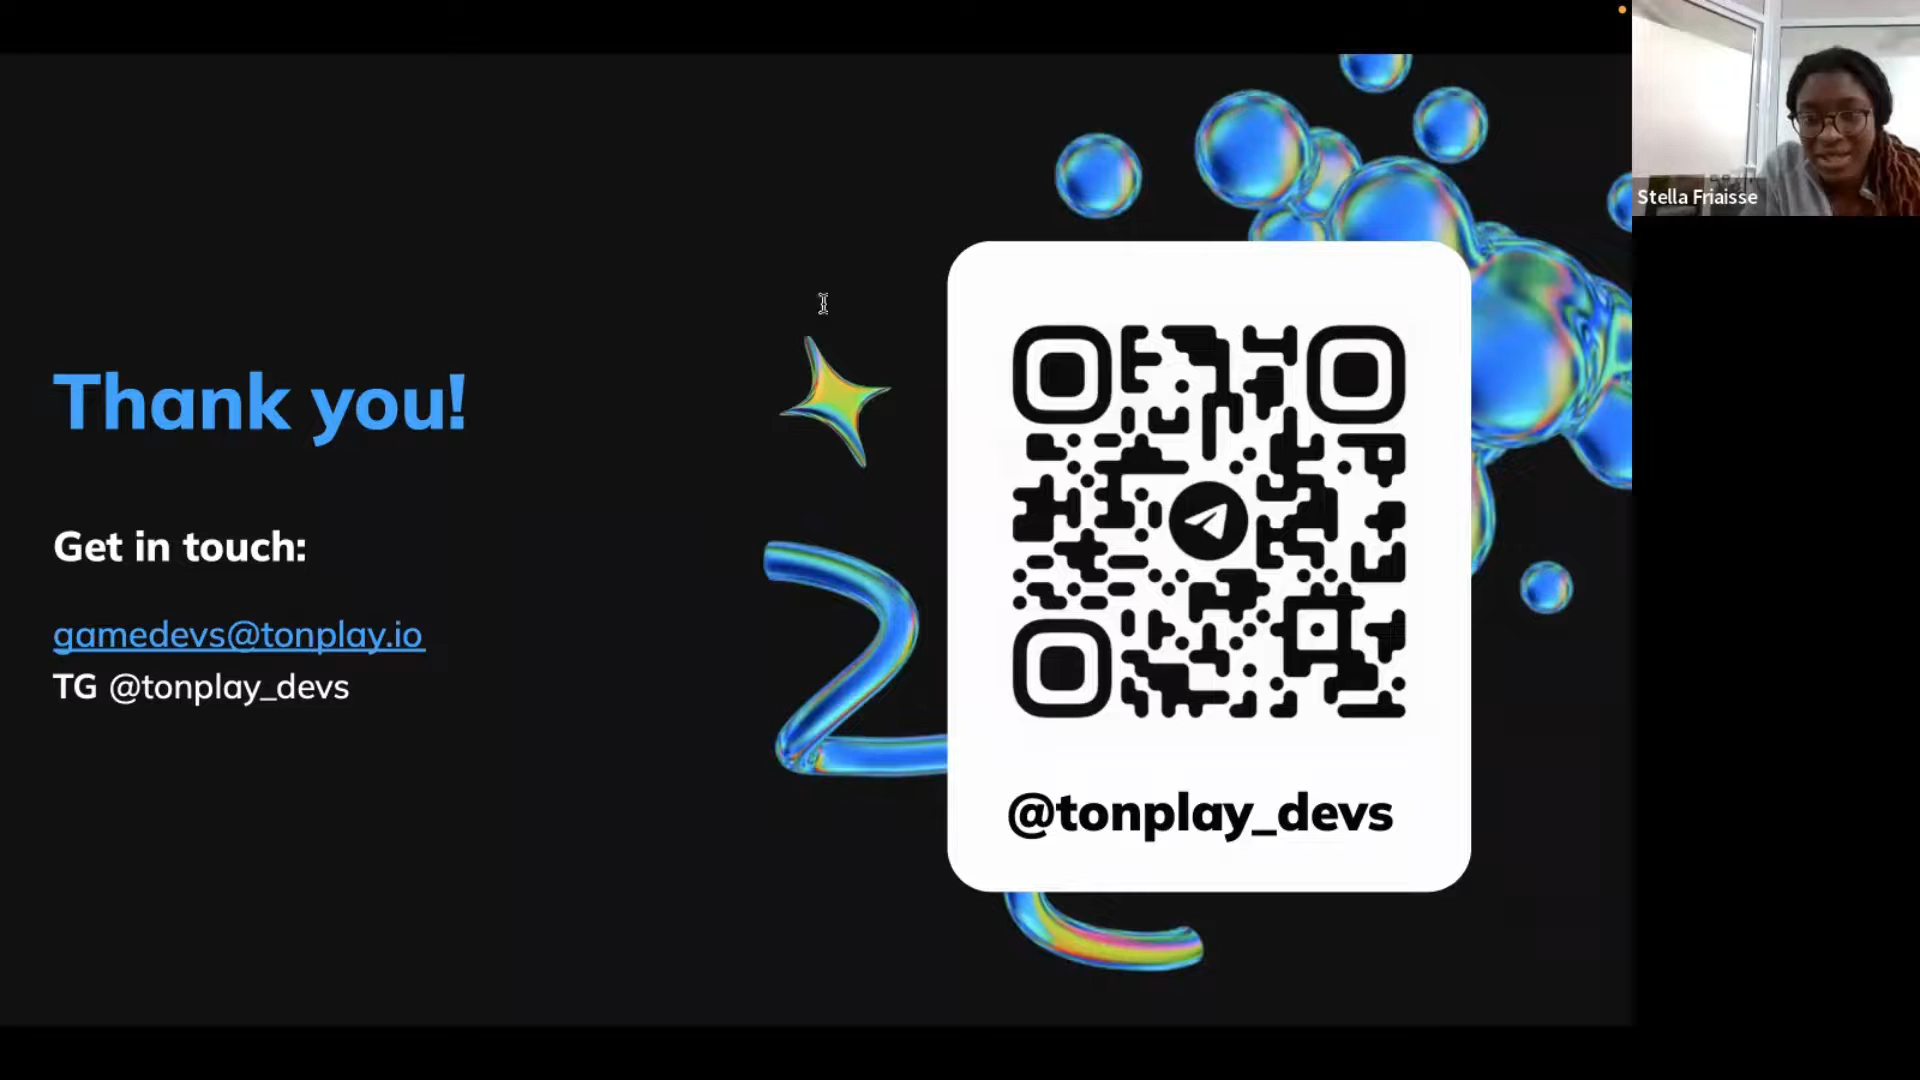 Stella Friaisse
Thank you!
Get in touch:
gamedevs@tonplay.io
TG @tonplay_devs
@tonplay_devs